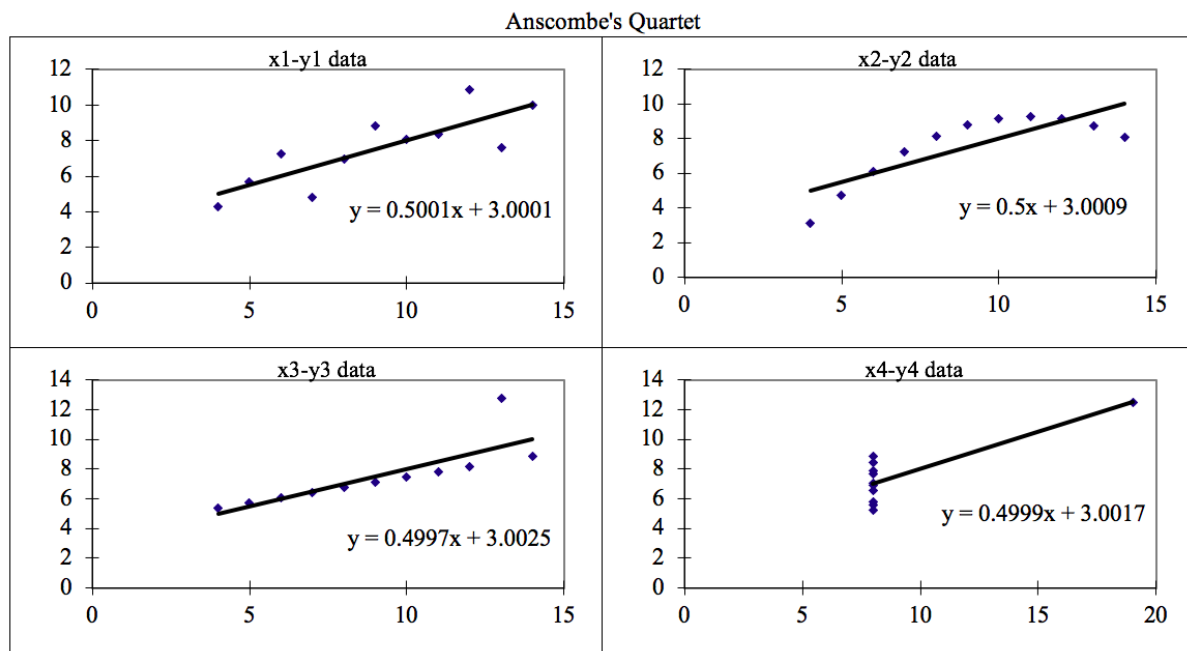 Anscombe's Quartet
x1-y1 data
12
10
8
6
4
2
0
y = 0.5001x + 3.0001
0 5 10 15
x2-y2 data
12
10
8
6
4
2
0
y = 0.5x + 3.0009
0 5 10 15
x3-y3 data
14
12
10
8
6
4
2
0
y = 0.4997x + 3.0025
0 5 10 15
x4-y4 data
14
12
10
8
6
4
2
0
y = 0.4999x + 3.0017
0 5 10 15 20